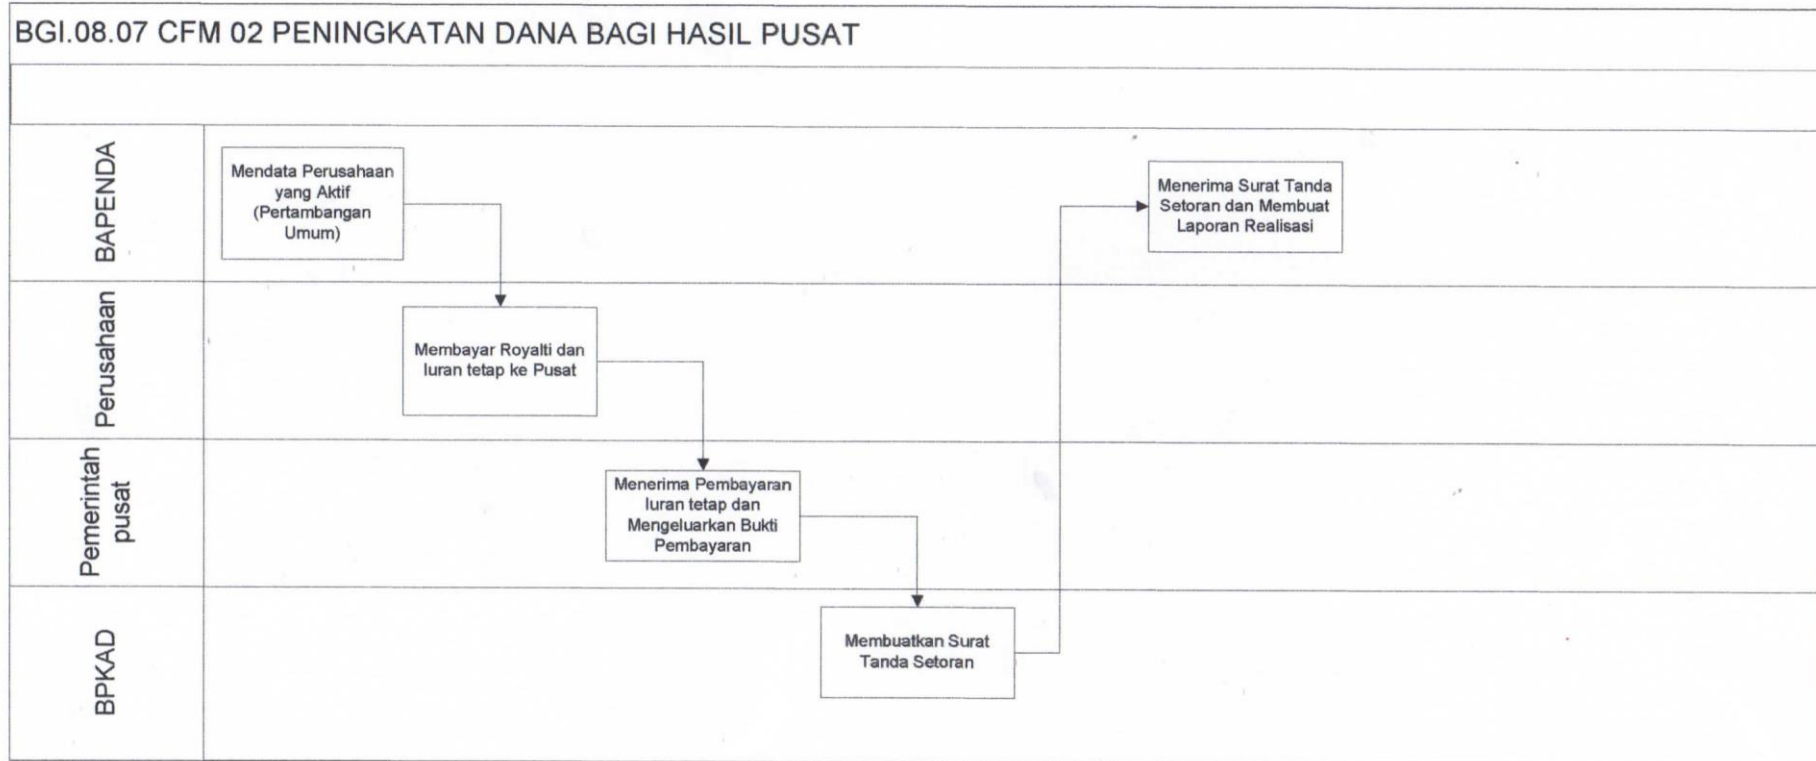 BGI.08.07 CFM 02 PENINGKATAN DANA BAGI HASIL PUSAT
BAPENDA
Mendata Perusahaan
yang Aktif
(Pertambangan
Umum)
Menerima Surat Tanda
Setoran dan Membuat
Laporan Realisasi
Perusahaan
Membayar Royalti dan
Iuran tetap ke Pusat
Pemerintah
pusat
Menerima Pembayaran
Iuran tetap dan
Mengeluarkan Bukti
Pembayaran
BPKAD
Membuatkan Surat
Tanda Setoran